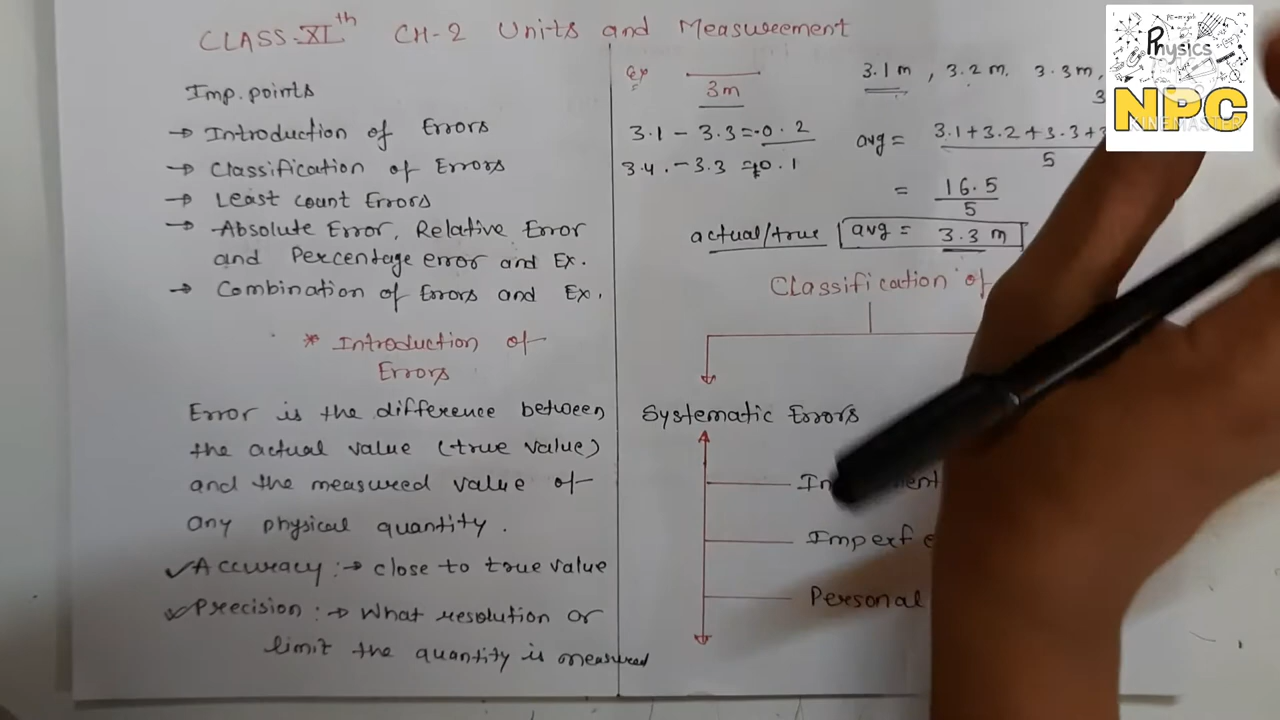 CLASS-XIth CH-2 Units and Measurement
Imp. points
→ Introduction of Errors
→ Classification of Errors
→ Least count Errors
→ Absolute Error, Relative Error
and Percentage error and Ex.
→ Combination of Errors and Ex.
* Introduction of
Errors
Error is the difference between
the actual value (true value)
and the measured value of
any physical quantity.
✓Accuracy :→ close to true value
✓Precision :→ What resolution or
limit the quantity is measured
Ex
3m
3.1 m, 3.2 m. 3.3 m,
3
3.1 - 3.3 = -0.2
3.4. - 3.3 = +0.1
avg = 3.1+3.2+3.3+3
5
= 16.5
5
actual/true avg = 3.3 m
Classification of
Systematic Errors
Personal
Physics
NPC
KINEMASTER